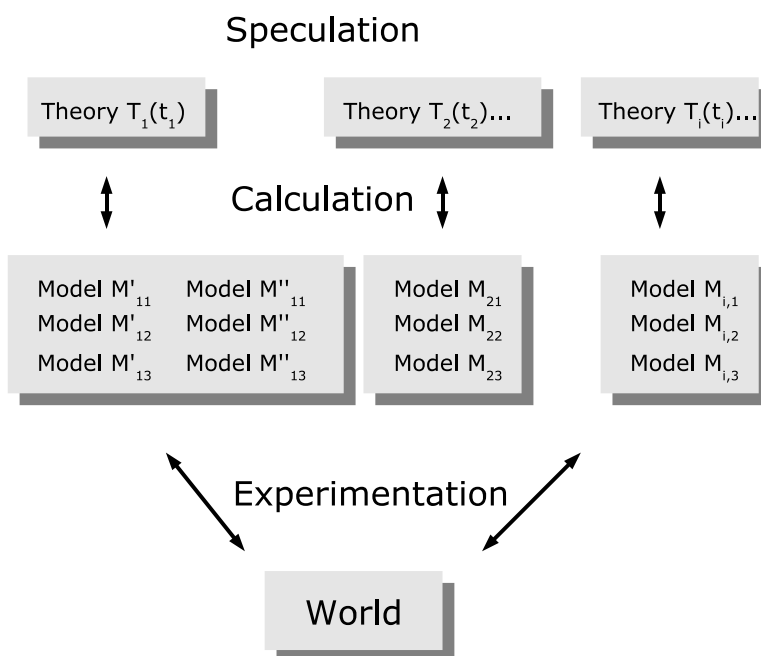 Speculation
Theory T₁(t₁) Theory T₂(t₂)... Theory Tᵢ(tᵢ)...
Calculation
Model M'₁₁ Model M''₁₁ Model M₂₁ Model Mᵢ,₁
Model M'₁₂ Model M''₁₂ Model M₂₂ Model Mᵢ,₂
Model M'₁₃ Model M''₁₃ Model M₂₃ Model Mᵢ,₃
Experimentation
World